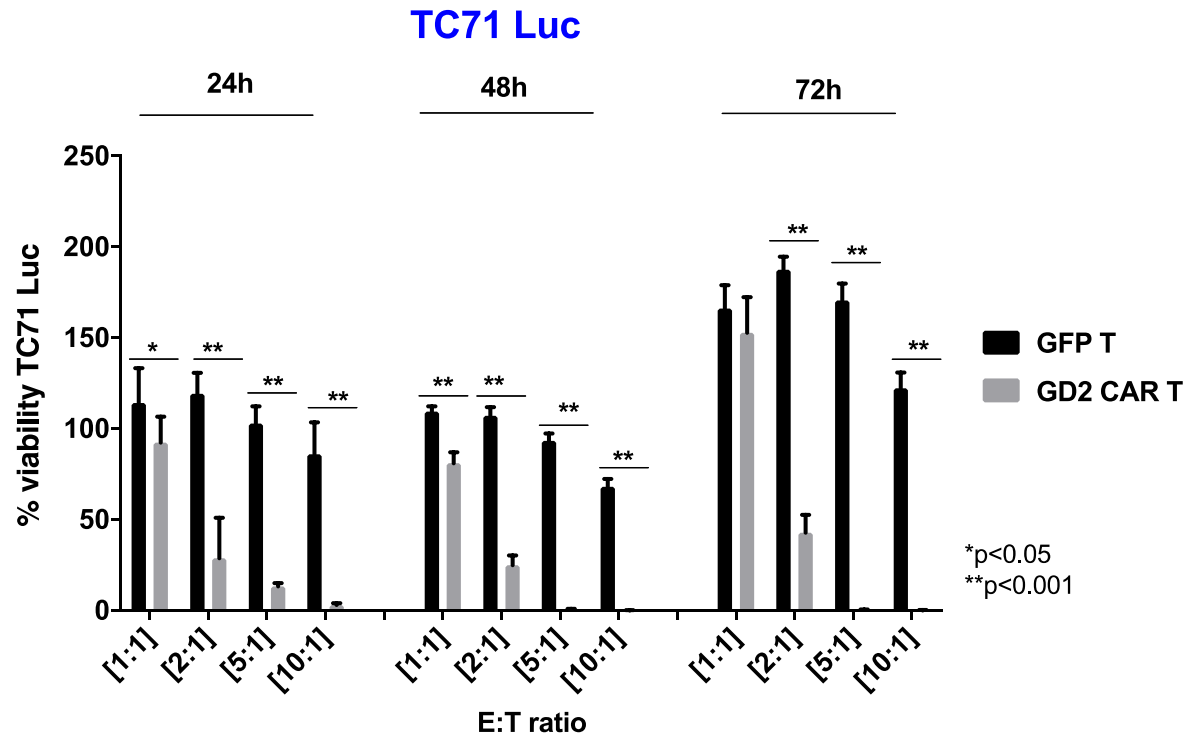 TC71 Luc
24h
48h
72h
250
200
150
100
50
0
% viability TC71 Luc
* ** ** **
** ** ** **
** ** **
GFP T
GD2 CAR T
*p<0.05
**p<0.001
[1:1] [2:1] [5:1] [10:1] [1:1] [2:1] [5:1] [10:1] [1:1] [2:1] [5:1] [10:1]
E:T ratio